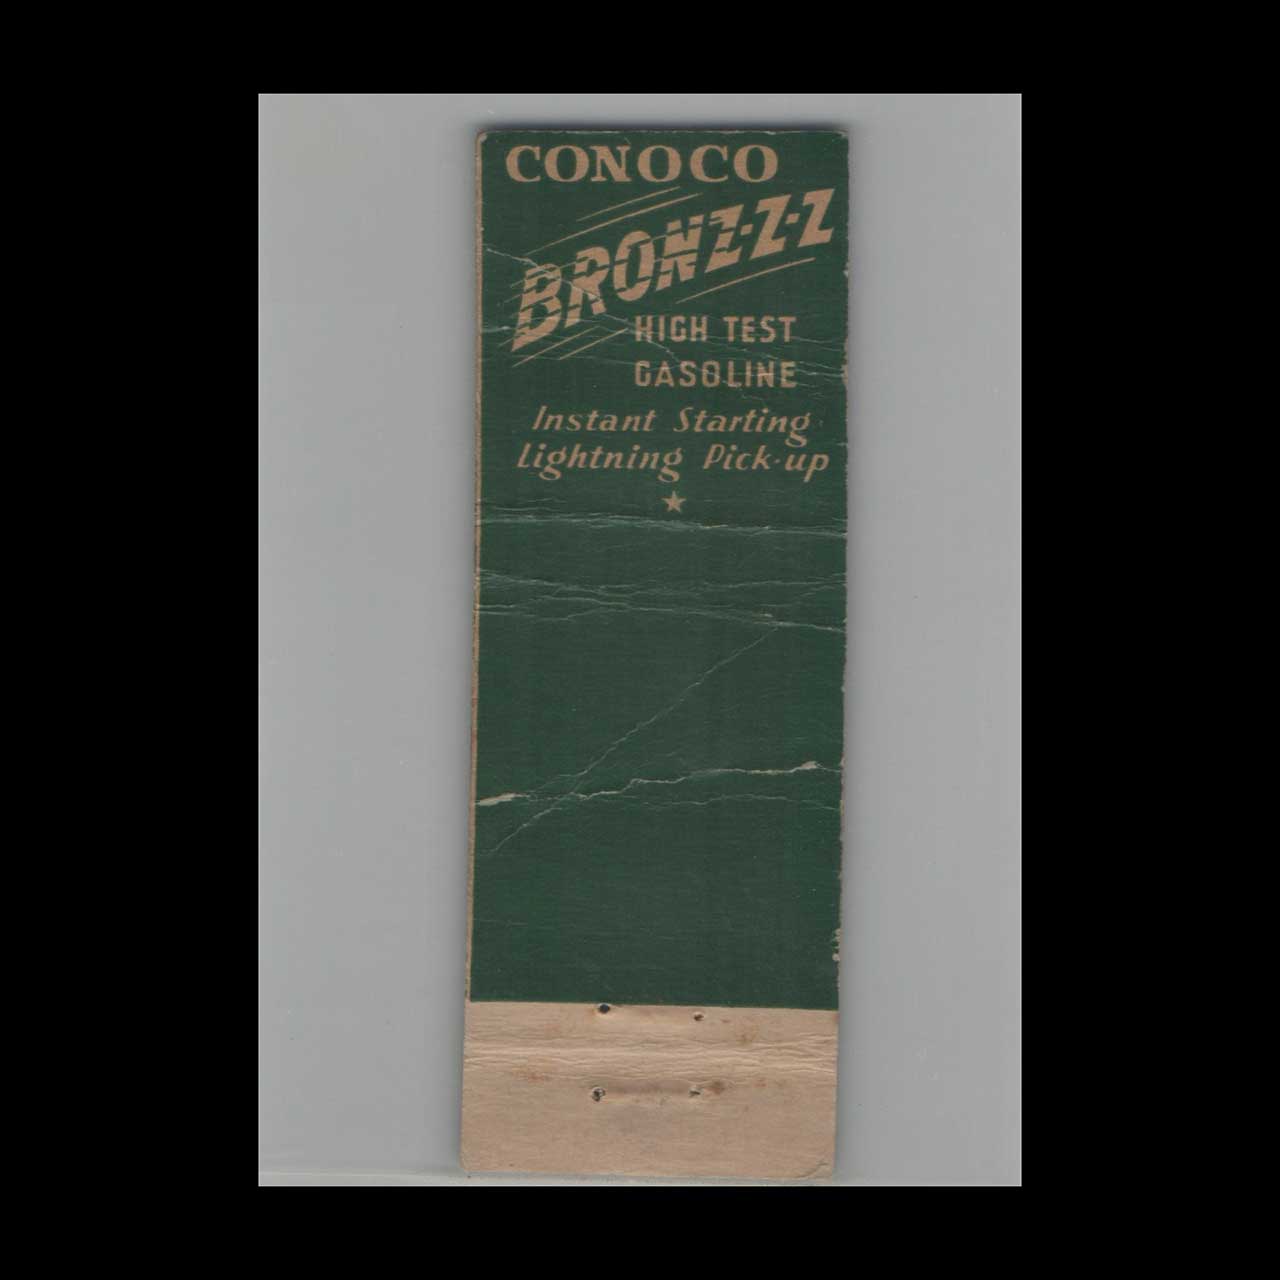 CONOCO
BRONZ-Z-Z
HIGH TEST
GASOLINE
Instant Starting
Lightning Pick-up